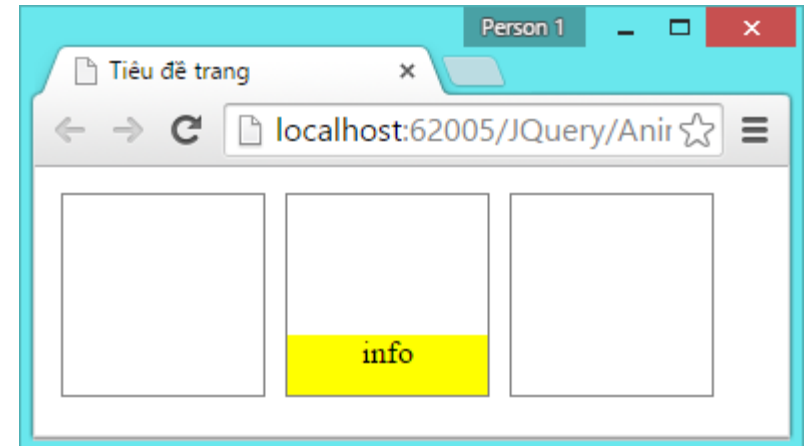 Person 1
Tiêu đề trang
localhost:62005/JQuery/Anir
info